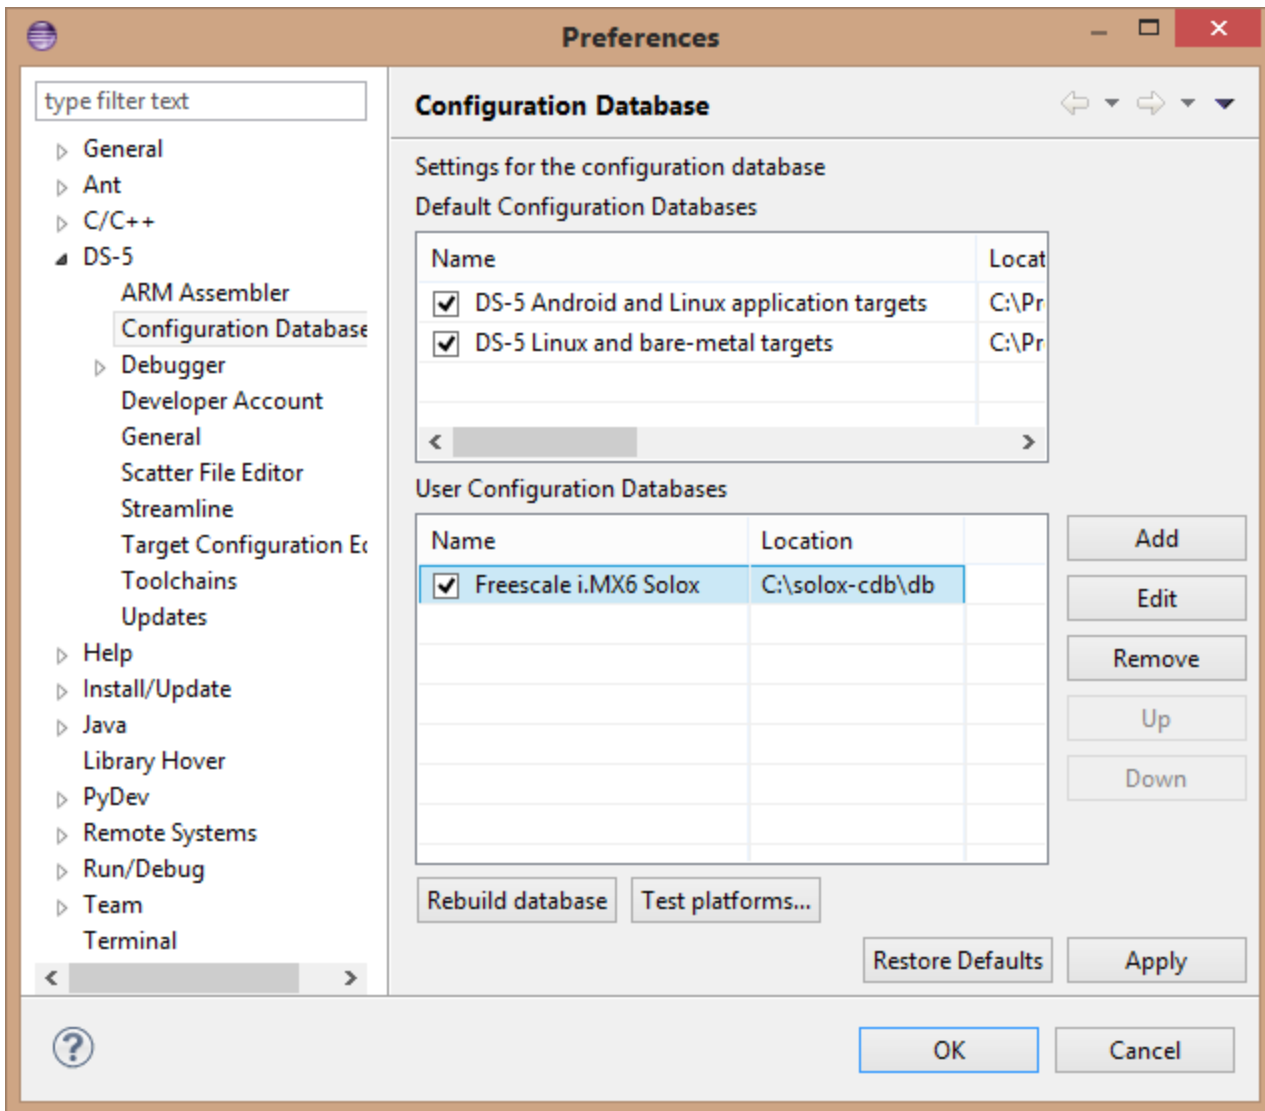 Preferences
type filter text
General
Ant
C/C++
DS-5
ARM Assembler
Configuration Database
Debugger
Developer Account
General
Scatter File Editor
Streamline
Target Configuration Ed
Toolchains
Updates
Help
Install/Update
Java
Library Hover
PyDev
Remote Systems
Run/Debug
Team
Terminal
Configuration Database
Settings for the configuration database
Default Configuration Databases
Name Locat
DS-5 Android and Linux application targets C:\Pr
DS-5 Linux and bare-metal targets C:\Pr
User Configuration Databases
Name Location
Freescale i.MX6 Solox C:\solox-cdb\db
Add
Edit
Remove
Up
Down
Rebuild database Test platforms...
Restore Defaults Apply
OK Cancel